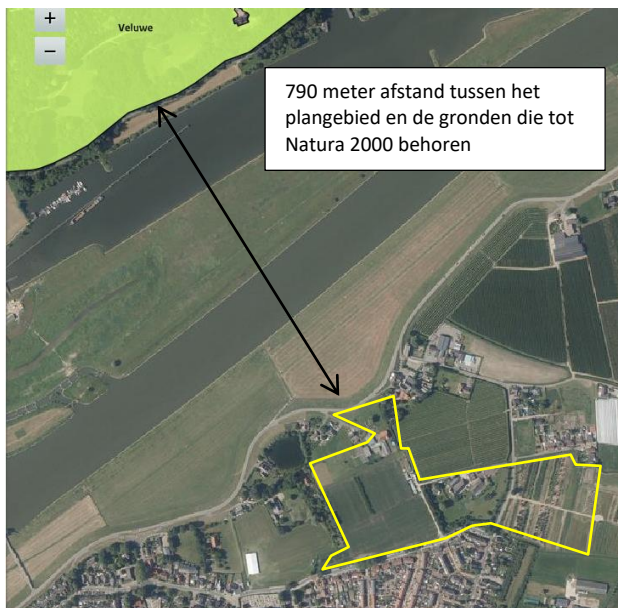 +
−
Veluwe
790 meter afstand tussen het
plangebied en de gronden die tot
Natura 2000 behoren